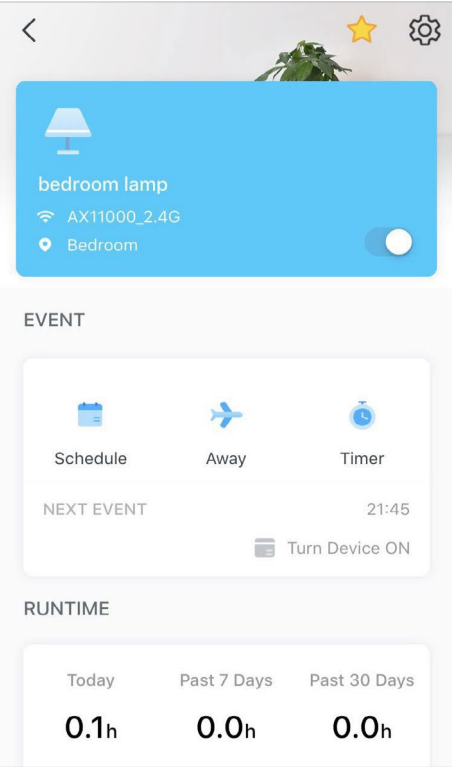 bedroom lamp
AX11000_2.4G
Bedroom
EVENT
Schedule Away Timer
NEXT EVENT 21:45
Turn Device ON
RUNTIME
Today Past 7 Days Past 30 Days
0.1h 0.0h 0.0h